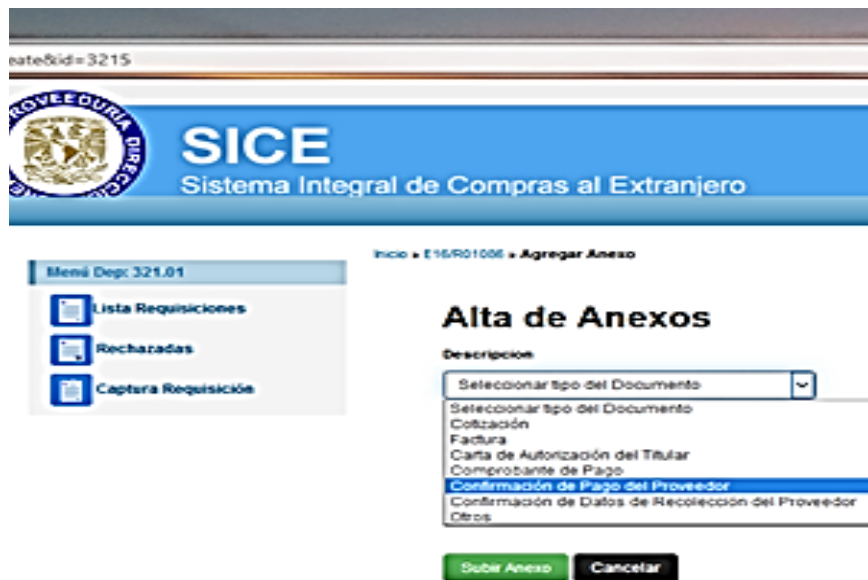 eate&id=3215
PROVEEDURÍA
SICE
Sistema Integral de Compras al Extranjero
Menú Dep: 321.01
Lista Requisiciones
Rechazadas
Captura Requisición
Inicio » E16/R01086 » Agregar Anexo
Alta de Anexos
Descripcion
Seleccionar tipo del Documento
Seleccionar tipo del Documento
Cotización
Factura
Carta de Autorización del Titular
Comprobante de Pago
Confirmación de Pago del Proveedor
Confirmación de Datos de Recolección del Proveedor
Otros
Subir Anexo
Cancelar